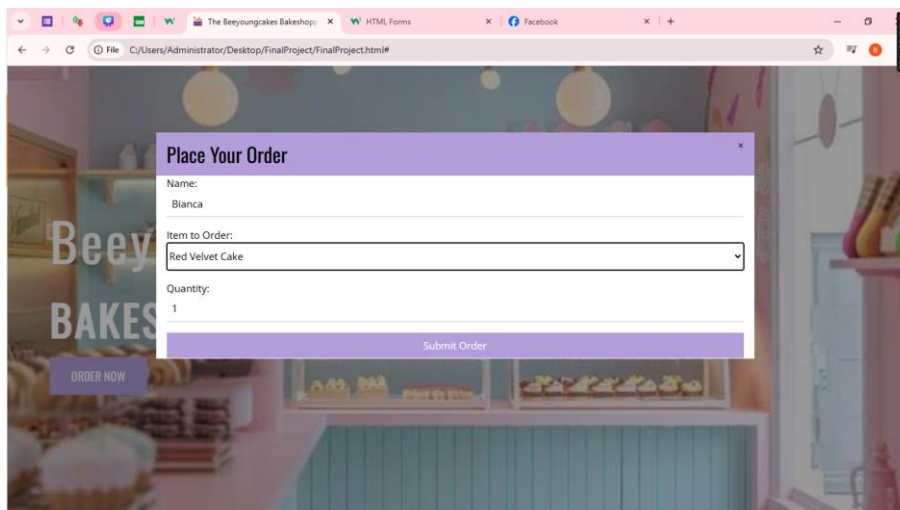 The Beeyoungcakes Bakeshop
HTML Forms
Facebook
File
C:/Users/Administrator/Desktop/FinalProject/FinalProject.html#
B
Place Your Order
×
Name:
Bianca
Item to Order:
Red Velvet Cake
Quantity:
1
Submit Order
Beey
BAKES
ORDER NOW